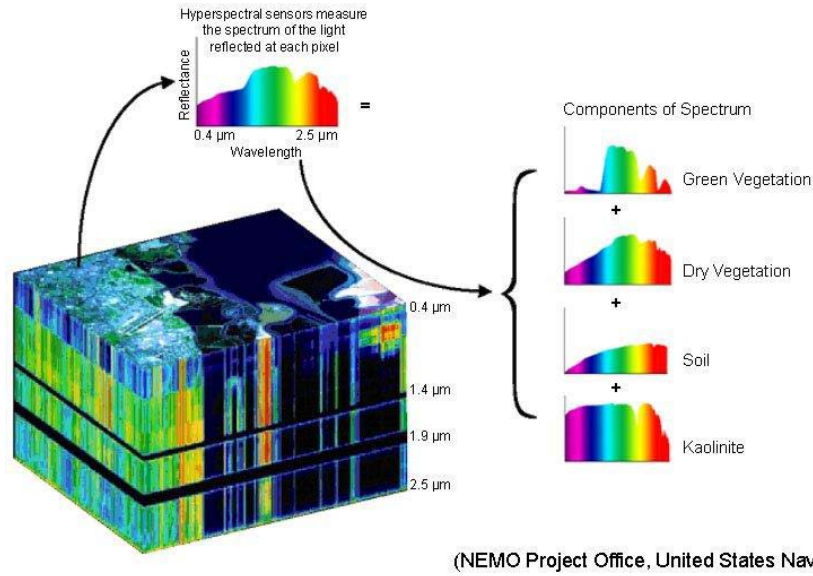 Hyperspectral sensors measure
the spectrum of the light
reflected at each pixel
Reflectance
=
0.4 µm 2.5 µm
Wavelength
Components of Spectrum
Green Vegetation
+
Dry Vegetation
+
Soil
+
Kaolinite
0.4 µm
1.4 µm
1.9 µm
2.5 µm
(NEMO Project Office, United States Nav